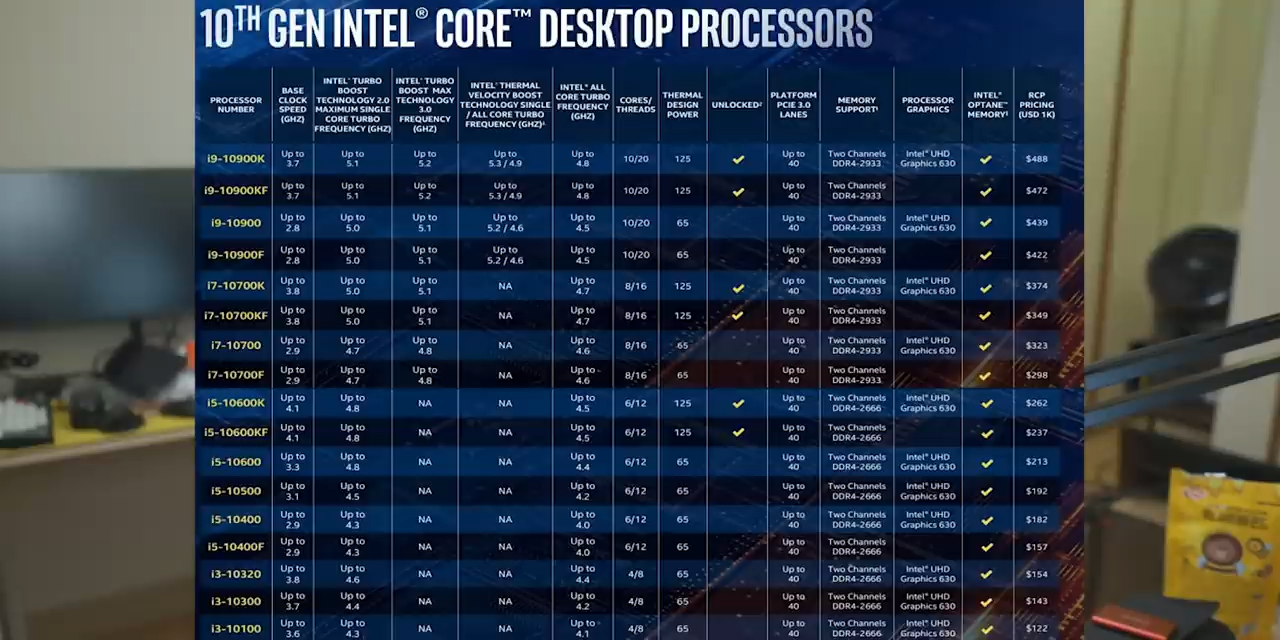 10TH GEN INTEL® CORE™ DESKTOP PROCESSORS
PROCESSOR NUMBER | BASE CLOCK SPEED (GHZ) | INTEL® TURBO BOOST TECHNOLOGY 2.0 MAXIMUM SINGLE CORE TURBO FREQUENCY (GHZ) | INTEL® TURBO BOOST MAX TECHNOLOGY 3.0 FREQUENCY (GHZ) | INTEL® THERMAL VELOCITY BOOST TECHNOLOGY SINGLE / ALL CORE TURBO FREQUENCY (GHZ)¹ | INTEL® ALL CORE TURBO FREQUENCY (GHZ) | CORES/ THREADS | THERMAL DESIGN POWER | UNLOCKED² | PLATFORM PCIE 3.0 LANES | MEMORY SUPPORT¹ | PROCESSOR GRAPHICS | INTEL® OPTANE™ MEMORY³ | RCP PRICING (USD 1K)
i9-10900K | Up to 3.7 | Up to 5.1 | Up to 5.2 | Up to 5.3 / 4.9 | Up to 4.8 | 10/20 | 125 | ✓ | Up to 40 | Two Channels DDR4-2933 | Intel® UHD Graphics 630 | ✓ | $488
i9-10900KF | Up to 3.7 | Up to 5.1 | Up to 5.2 | Up to 5.3 / 4.9 | Up to 4.8 | 10/20 | 125 | ✓ | Up to 40 | Two Channels DDR4-2933 | | ✓ | $472
i9-10900 | Up to 2.8 | Up to 5.0 | Up to 5.1 | Up to 5.2 / 4.6 | Up to 4.5 | 10/20 | 65 | | Up to 40 | Two Channels DDR4-2933 | Intel® UHD Graphics 630 | ✓ | $439
i9-10900F | Up to 2.8 | Up to 5.0 | Up to 5.1 | Up to 5.2 / 4.6 | Up to 4.5 | 10/20 | 65 | | Up to 40 | Two Channels DDR4-2933 | | ✓ | $422
i7-10700K | Up to 3.8 | Up to 5.0 | Up to 5.1 | NA | Up to 4.7 | 8/16 | 125 | ✓ | Up to 40 | Two Channels DDR4-2933 | Intel® UHD Graphics 630 | ✓ | $374
i7-10700KF | Up to 3.8 | Up to 5.0 | Up to 5.1 | NA | Up to 4.7 | 8/16 | 125 | ✓ | Up to 40 | Two Channels DDR4-2933 | | ✓ | $349
i7-10700 | Up to 2.9 | Up to 4.7 | Up to 4.8 | NA | Up to 4.6 | 8/16 | 65 | | Up to 40 | Two Channels DDR4-2933 | Intel® UHD Graphics 630 | ✓ | $323
i7-10700F | Up to 2.9 | Up to 4.7 | Up to 4.8 | NA | Up to 4.6 | 8/16 | 65 | | Up to 40 | Two Channels DDR4-2933 | | ✓ | $298
i5-10600K | Up to 4.1 | Up to 4.8 | NA | NA | Up to 4.5 | 6/12 | 125 | ✓ | Up to 40 | Two Channels DDR4-2666 | Intel® UHD Graphics 630 | ✓ | $262
i5-10600KF | Up to 4.1 | Up to 4.8 | NA | NA | Up to 4.5 | 6/12 | 125 | ✓ | Up to 40 | Two Channels DDR4-2666 | | ✓ | $237
i5-10600 | Up to 3.3 | Up to 4.8 | NA | NA | Up to 4.4 | 6/12 | 65 | | Up to 40 | Two Channels DDR4-2666 | Intel® UHD Graphics 630 | ✓ | $213
i5-10500 | Up to 3.1 | Up to 4.5 | NA | NA | Up to 4.2 | 6/12 | 65 | | Up to 40 | Two Channels DDR4-2666 | Intel® UHD Graphics 630 | ✓ | $192
i5-10400 | Up to 2.9 | Up to 4.3 | NA | NA | Up to 4.0 | 6/12 | 65 | | Up to 40 | Two Channels DDR4-2666 | Intel® UHD Graphics 630 | ✓ | $182
i5-10400F | Up to 2.9 | Up to 4.3 | NA | NA | Up to 4.0 | 6/12 | 65 | | Up to 40 | Two Channels DDR4-2666 | | ✓ | $157
i3-10320 | Up to 3.8 | Up to 4.6 | NA | NA | Up to 4.4 | 4/8 | 65 | | Up to 40 | Two Channels DDR4-2666 | Intel® UHD Graphics 630 | ✓ | $154
i3-10300 | Up to 3.7 | Up to 4.4 | NA | NA | Up to 4.2 | 4/8 | 65 | | Up to 40 | Two Channels DDR4-2666 | Intel® UHD Graphics 630 | ✓ | $143
i3-10100 | Up to 3.6 | Up to 4.3 | NA | NA | Up to 4.1 | 4/8 | 65 | | Up to 40 | Two Channels DDR4-2666 | Intel® UHD Graphics 630 | ✓ | $122